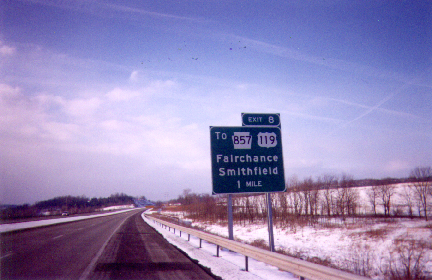 EXIT 8
To 857 119
Fairchance
Smithfield
1 MILE